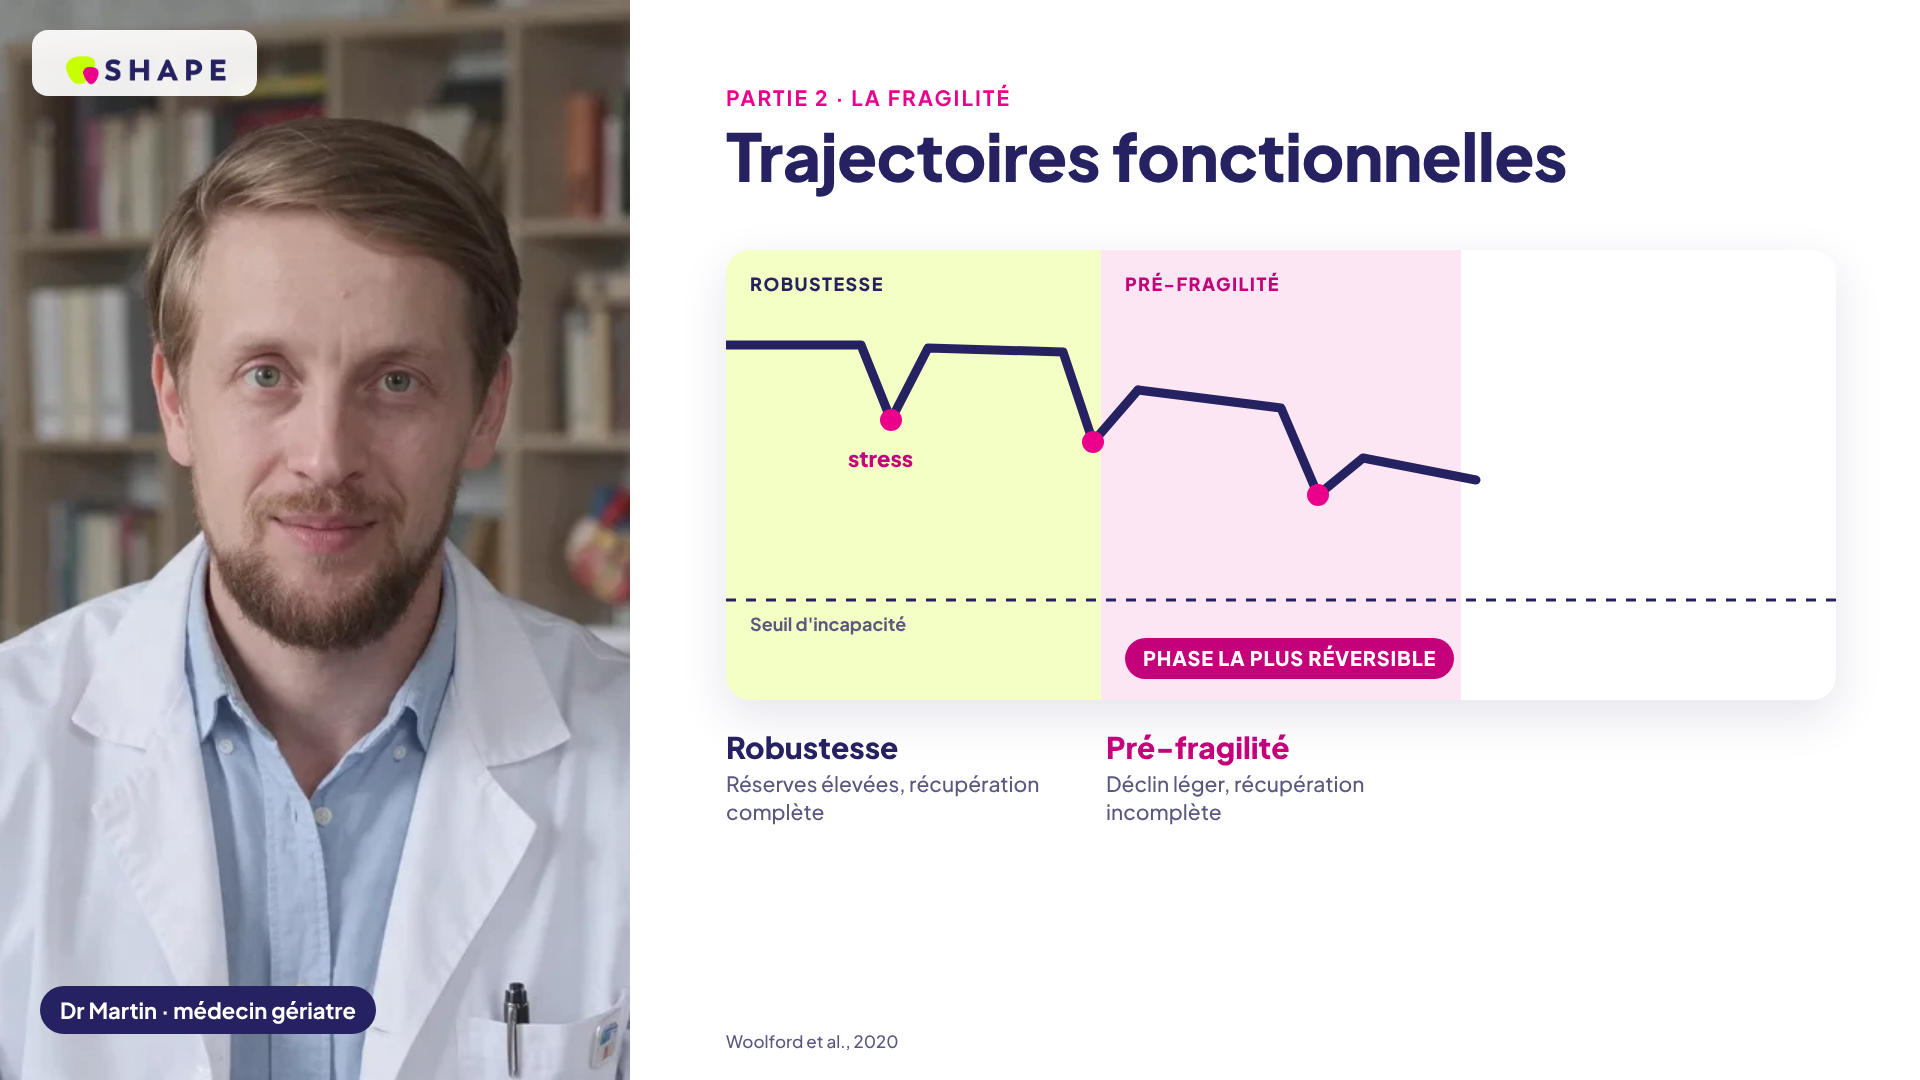 SHAPE
PARTIE 2 · LA FRAGILITÉ
Trajectoires fonctionnelles
ROBUSTESSE
PRÉ-FRAGILITÉ
stress
Seuil d'incapacité
PHASE LA PLUS RÉVERSIBLE
Robustesse
Réserves élevées, récupération
complète
Pré-fragilité
Déclin léger, récupération
incomplète
Dr Martin · médecin gériatre
Woolford et al., 2020